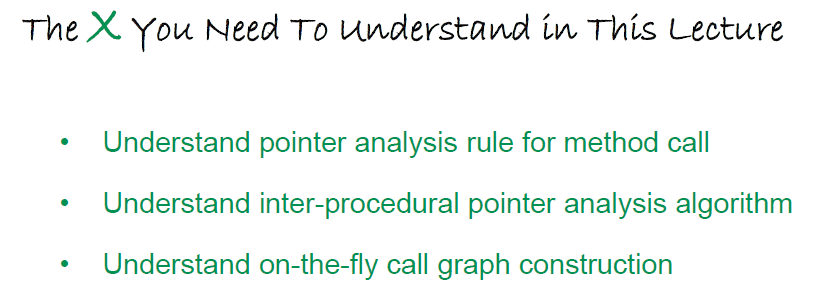 The X You Need To Understand in This Lecture
• Understand pointer analysis rule for method call
• Understand inter-procedural pointer analysis algorithm
• Understand on-the-fly call graph construction